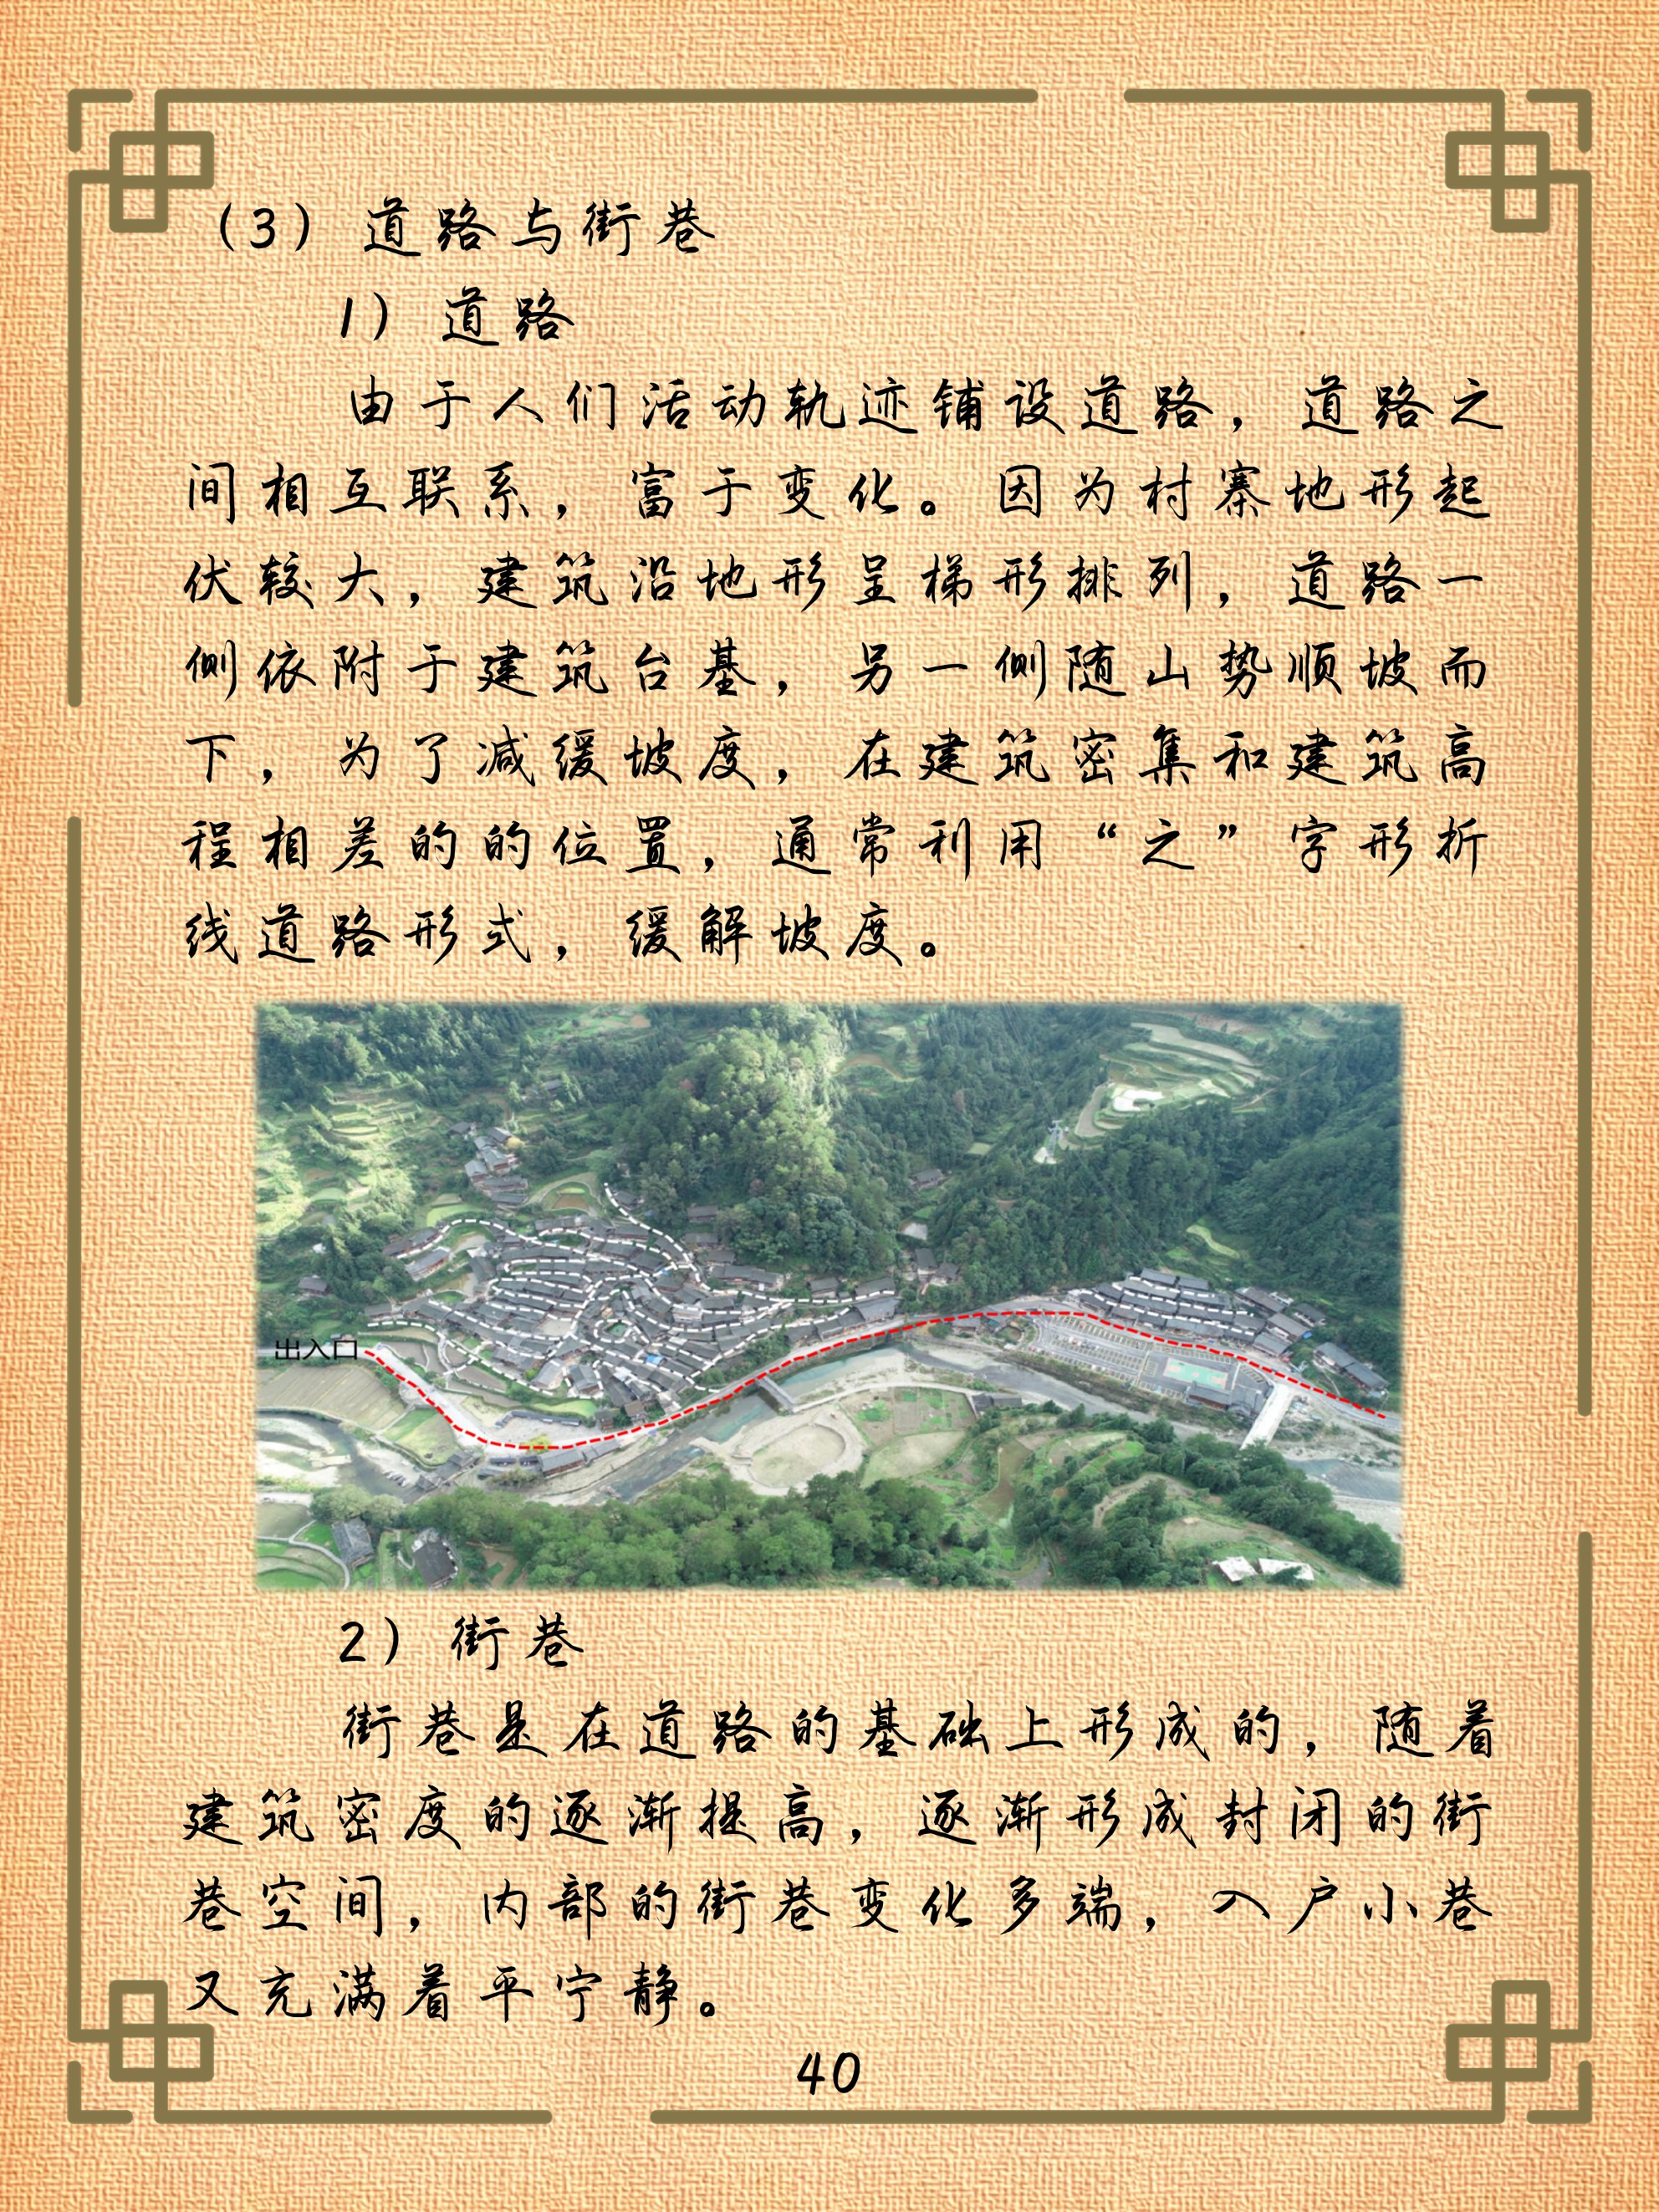 （3）道路与街巷
1）道路
由于人们活动轨迹铺设道路，道路之
间相互联系，富于变化。因为村寨地形起
伏较大，建筑沿地形呈梯形排列，道路一
侧依附于建筑台基，另一侧随山势顺坡而
下，为了减缓坡度，在建筑密集和建筑高
程相差的的位置，通常利用“之”字形折
线道路形式，缓解坡度。
出入口
2）街巷
街巷是在道路的基础上形成的，随着
建筑密度的逐渐提高，逐渐形成封闭的街
巷空间，内部的街巷变化多端，入户小巷
又充满着平宁静。
40